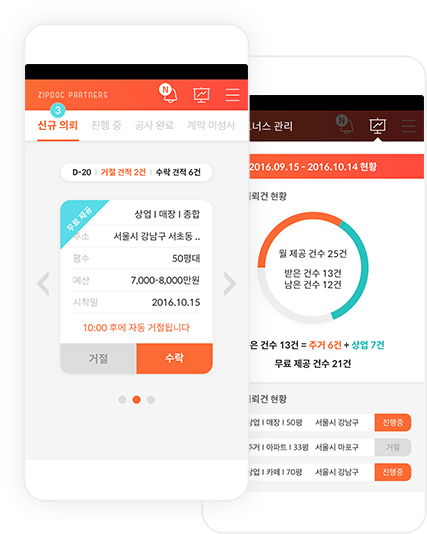 ZIPDOC PARTNERS
N
3
신규 의뢰 진행 중 공사 완료 계약 미성사
D-20 | 거절 견적 2건 | 수락 견적 6건
무료 제공
상업 I 매장 I 종합
주소 서울시 강남구 서초동 ..
평수 50평대
예산 7,000-8,000만원
시작일 2016.10.15
10:00 후에 자동 거절됩니다
거절 수락
트너스 관리
N
2016.09.15 - 2016.10.14 현황
의뢰건 현황
월 제공 건수 25건
받은 건수 13건
남은 건수 12건
은 건수 13건 = 주거 6건 + 상업 7건
무료 제공 건수 21건
의뢰건 현황
상업 I 매장 I 50평 서울시 강남구 진행중
주거 I 아파트 I 33평 서울시 마포구 거절
상업 I 카페 I 70평 서울시 강남구 진행중